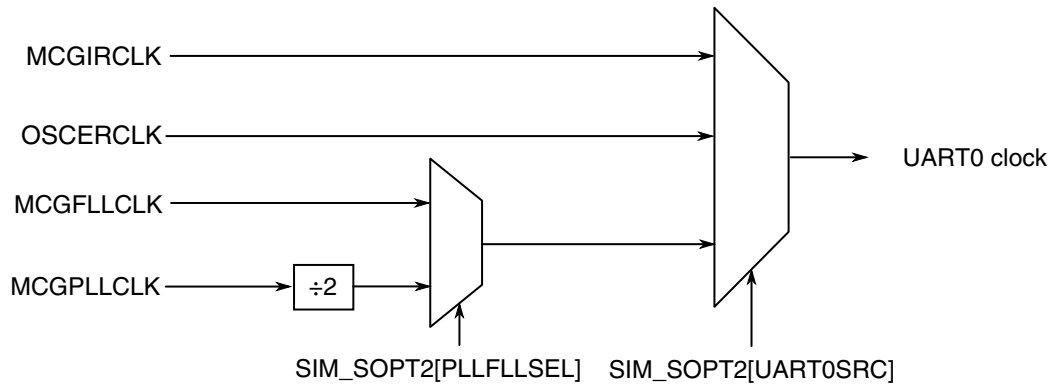 MCGIRCLK
OSCERCLK
UART0 clock
MCGFLLCLK
MCGPLLCLK
÷2
SIM_SOPT2[PLLFLLSEL]
SIM_SOPT2[UART0SRC]